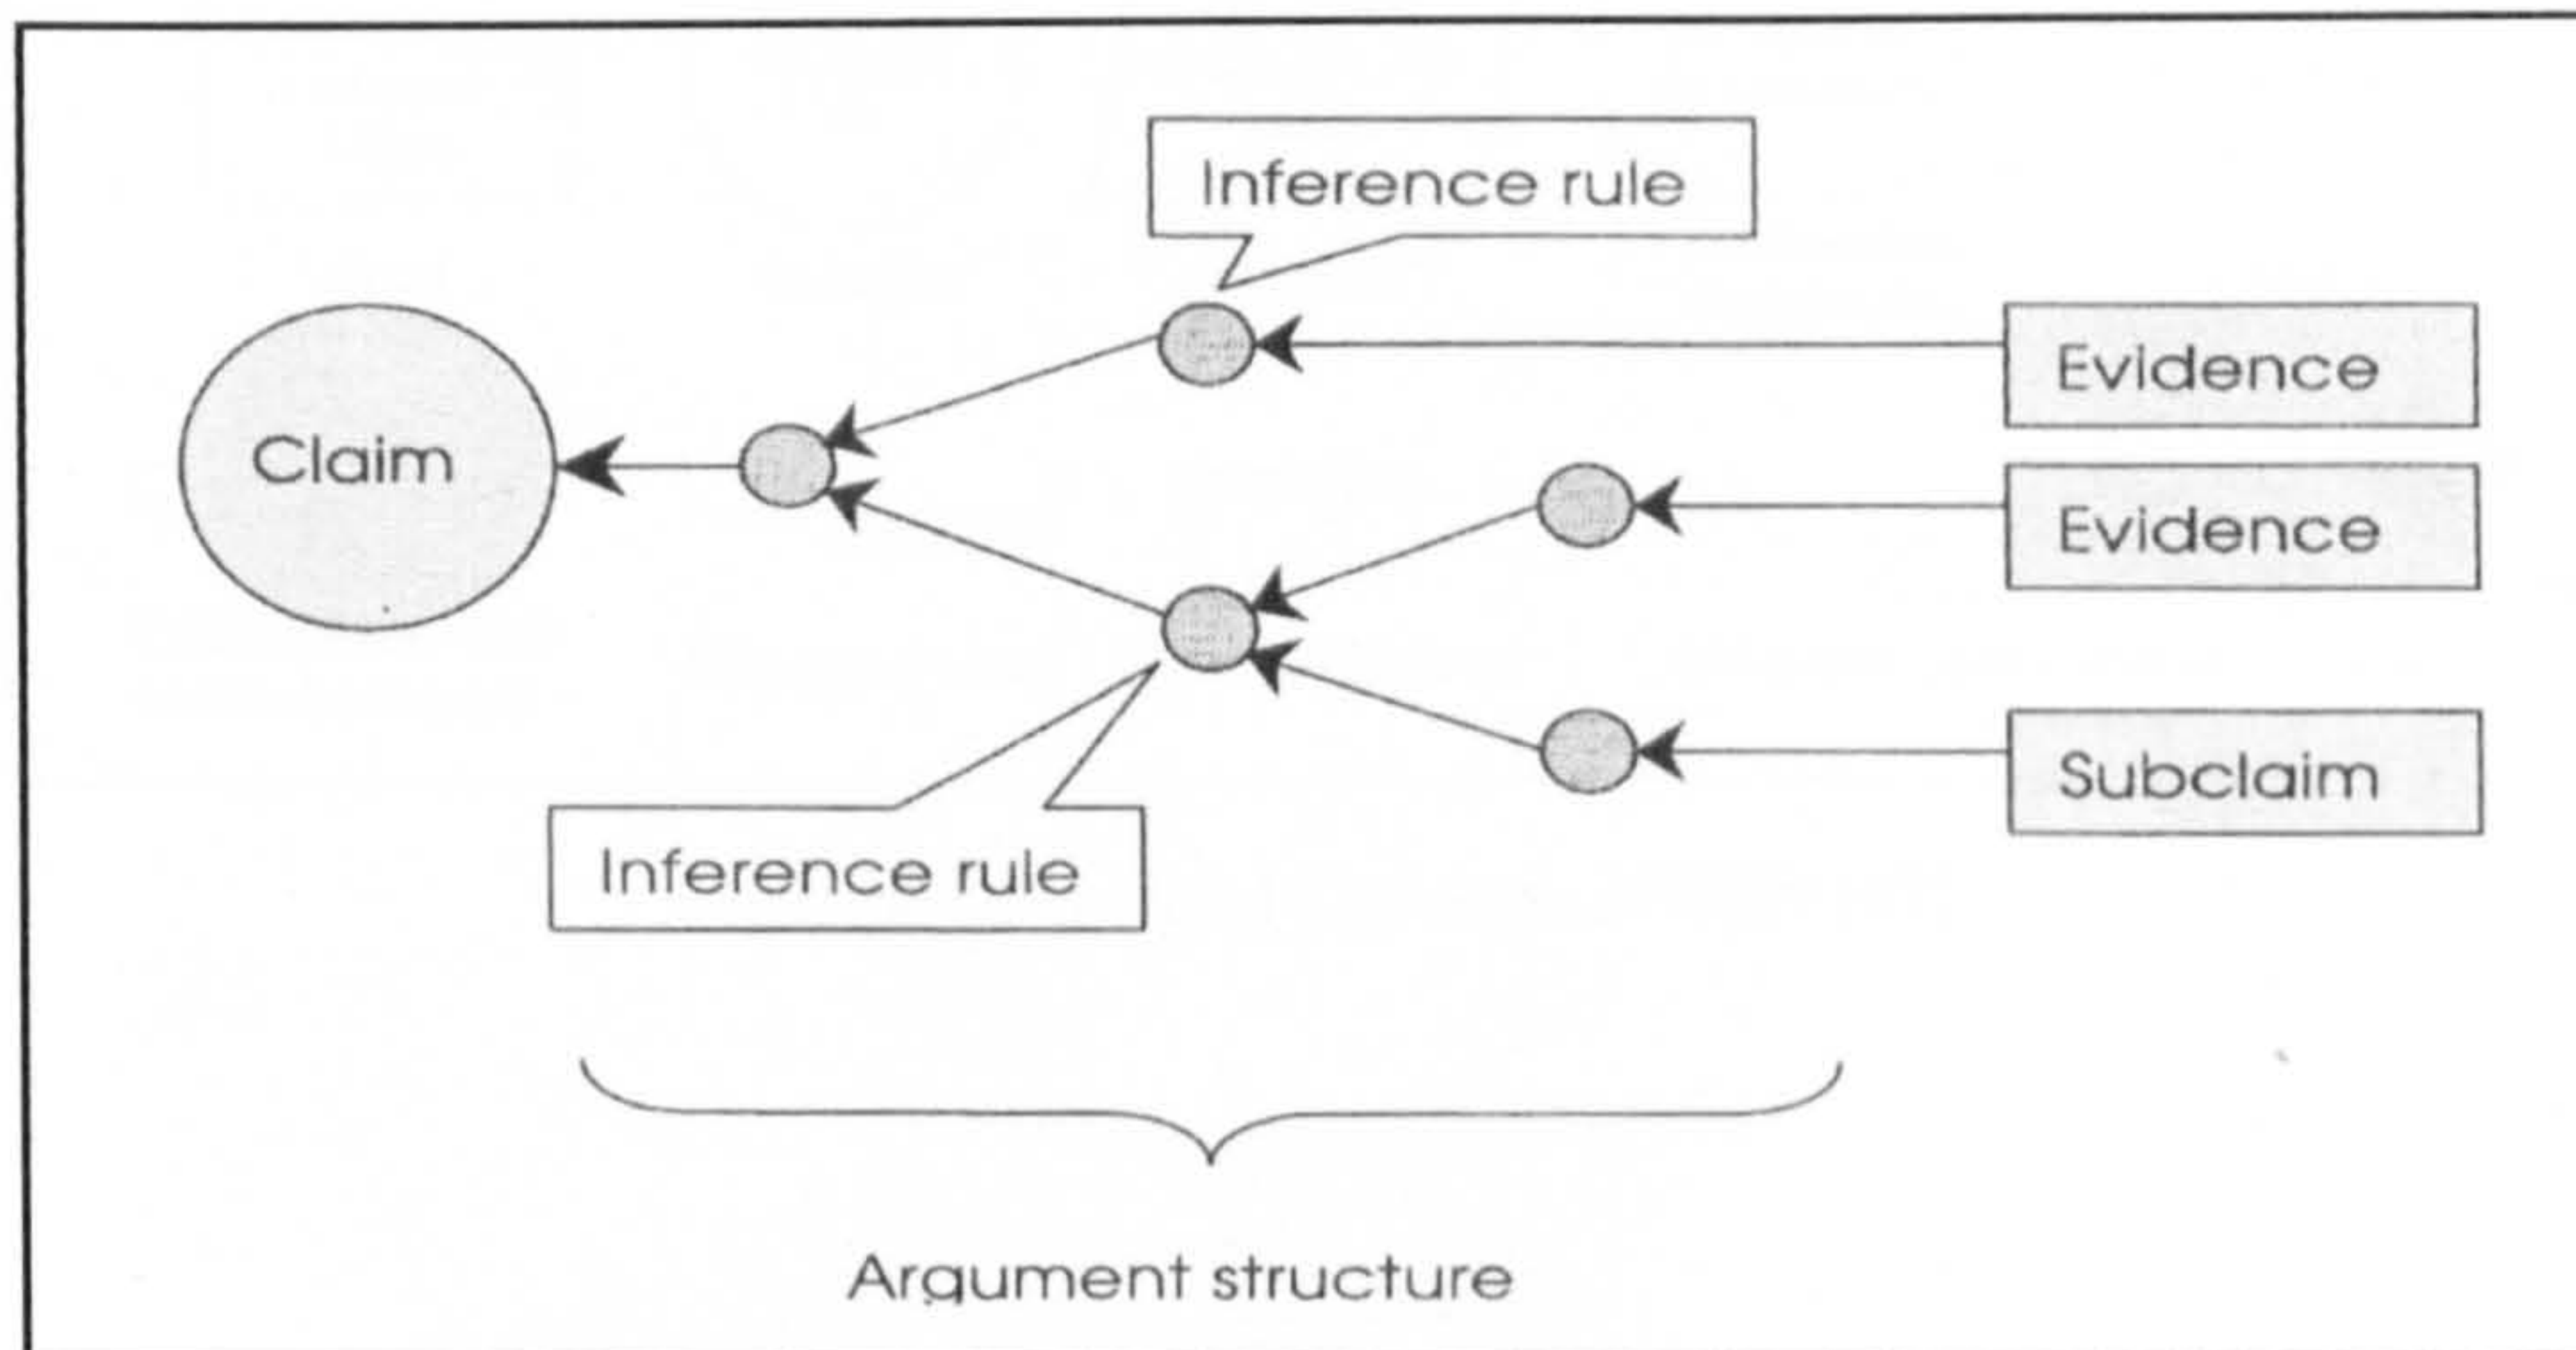 Inference rule
Evidence
Claim
Evidence
Subclaim
Inference rule
Argument structure